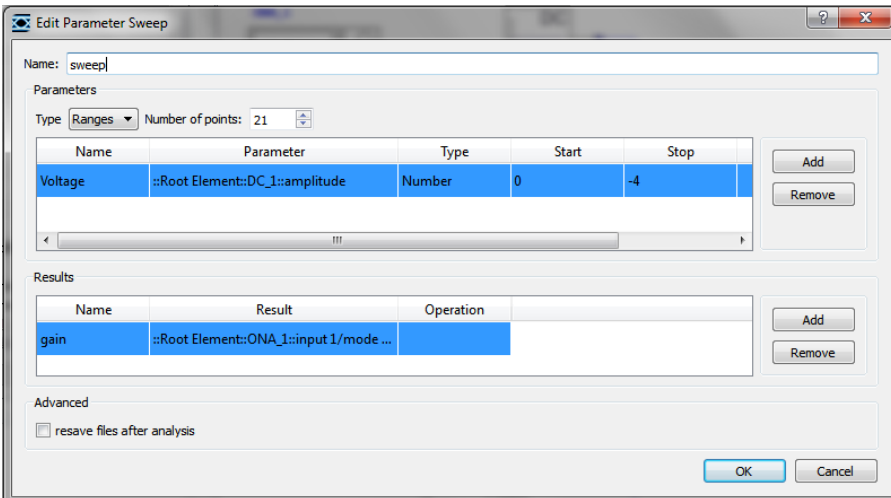 Edit Parameter Sweep
Name: sweep
Parameters
Type Ranges Number of points: 21
Name Parameter Type Start Stop
Voltage ::Root Element::DC_1::amplitude Number 0 -4
Add
Remove
Results
Name Result Operation
gain ::Root Element::ONA_1::input 1/mode ...
Add
Remove
Advanced
resave files after analysis
OK Cancel